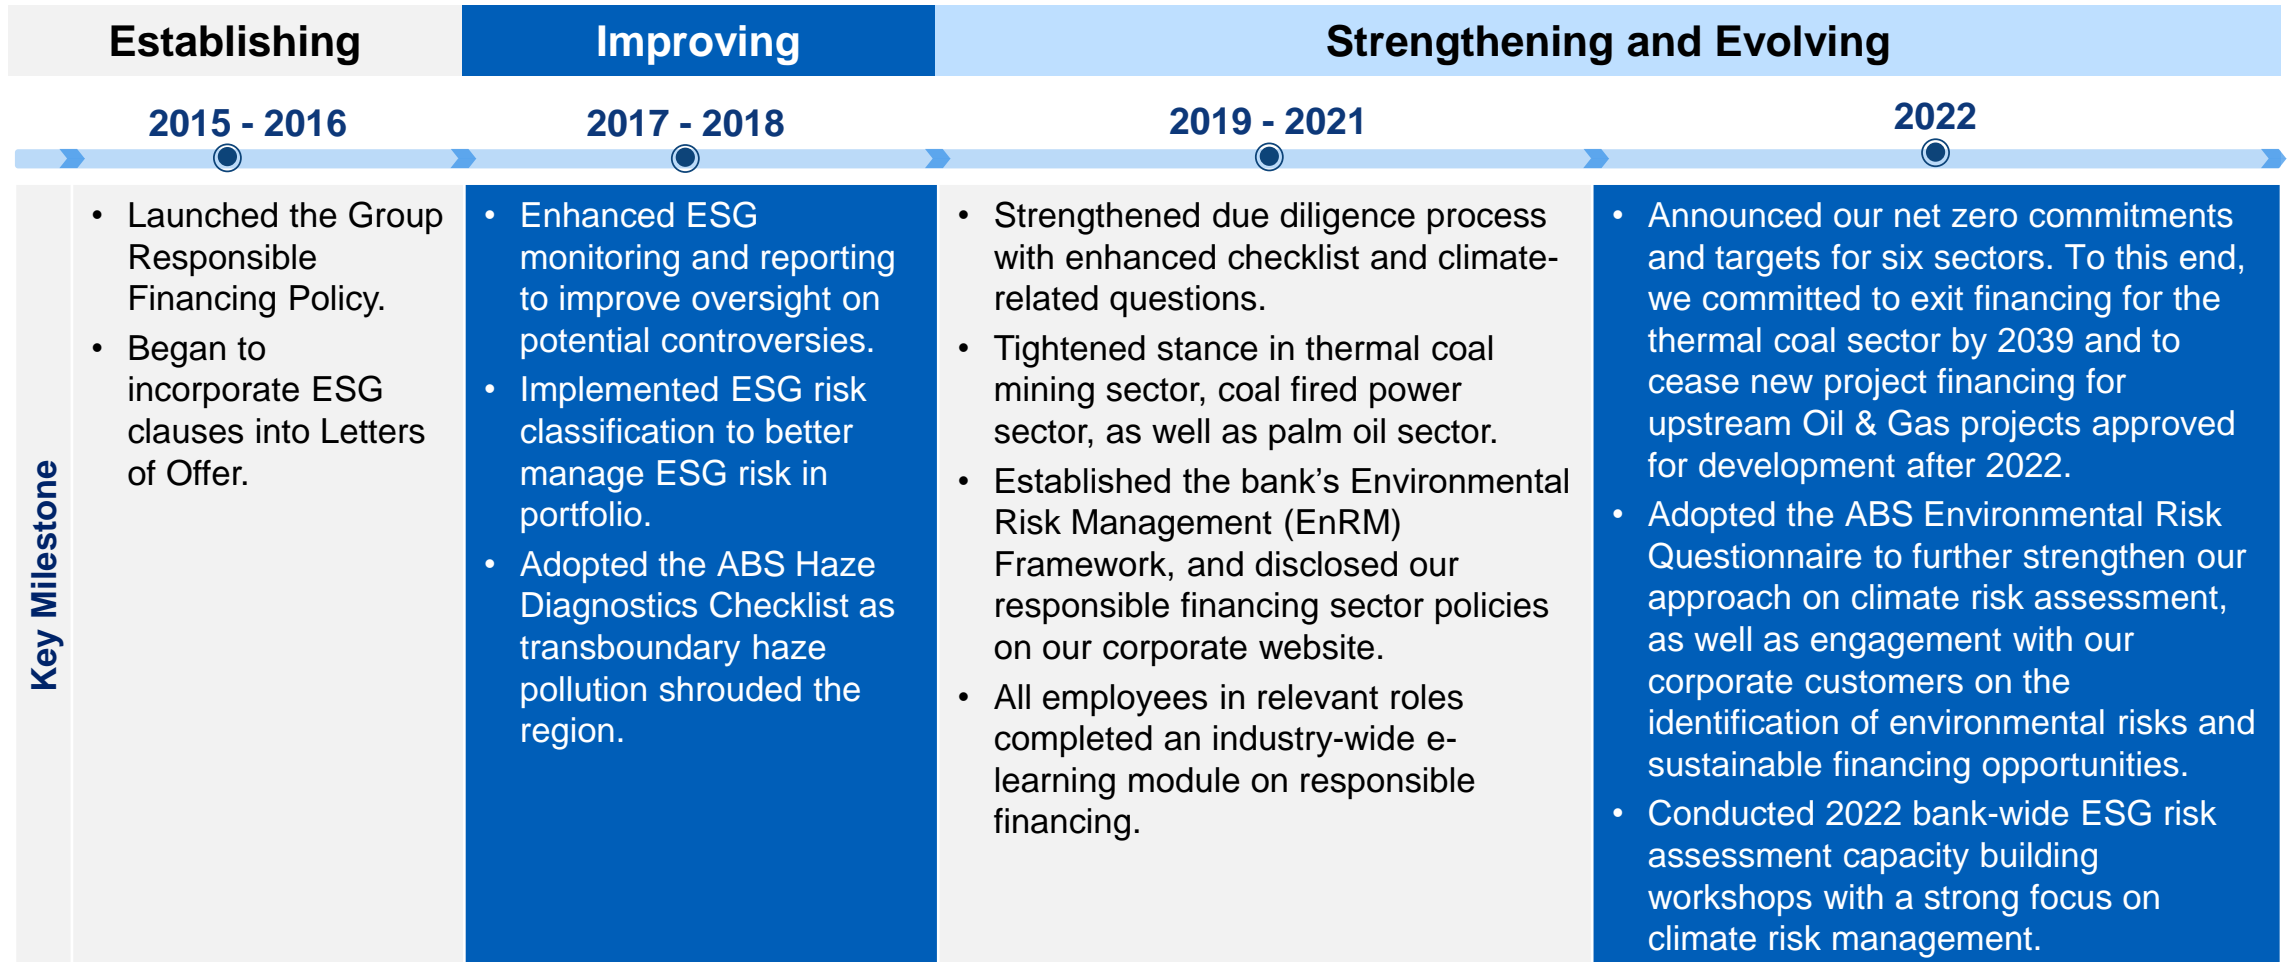 Establishing
Improving
Strengthening and Evolving
2015 - 2016
2017 - 2018
2019 - 2021
2022
Key Milestone
• Launched the Group
Responsible
Financing Policy.
• Began to
incorporate ESG
clauses into Letters
of Offer.
• Enhanced ESG
monitoring and reporting
to improve oversight on
potential controversies.
• Implemented ESG risk
classification to better
manage ESG risk in
portfolio.
• Adopted the ABS Haze
Diagnostics Checklist as
transboundary haze
pollution shrouded the
region.
• Strengthened due diligence process
with enhanced checklist and climate-
related questions.
• Tightened stance in thermal coal
mining sector, coal fired power
sector, as well as palm oil sector.
• Established the bank’s Environmental
Risk Management (EnRM)
Framework, and disclosed our
responsible financing sector policies
on our corporate website.
• All employees in relevant roles
completed an industry-wide e-
learning module on responsible
financing.
• Announced our net zero commitments
and targets for six sectors. To this end,
we committed to exit financing for the
thermal coal sector by 2039 and to
cease new project financing for
upstream Oil & Gas projects approved
for development after 2022.
• Adopted the ABS Environmental Risk
Questionnaire to further strengthen our
approach on climate risk assessment,
as well as engagement with our
corporate customers on the
identification of environmental risks and
sustainable financing opportunities.
• Conducted 2022 bank-wide ESG risk
assessment capacity building
workshops with a strong focus on
climate risk management.